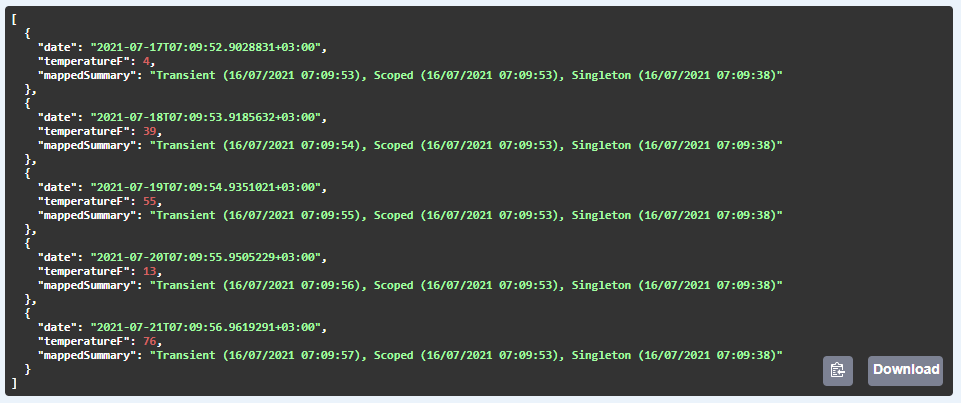 [
  {
    "date": "2021-07-17T07:09:52.9028831+03:00",
    "temperatureF": 4,
    "mappedSummary": "Transient (16/07/2021 07:09:53), Scoped (16/07/2021 07:09:53), Singleton (16/07/2021 07:09:38)"
  },
  {
    "date": "2021-07-18T07:09:53.9185632+03:00",
    "temperatureF": 39,
    "mappedSummary": "Transient (16/07/2021 07:09:54), Scoped (16/07/2021 07:09:53), Singleton (16/07/2021 07:09:38)"
  },
  {
    "date": "2021-07-19T07:09:54.9351021+03:00",
    "temperatureF": 55,
    "mappedSummary": "Transient (16/07/2021 07:09:55), Scoped (16/07/2021 07:09:53), Singleton (16/07/2021 07:09:38)"
  },
  {
    "date": "2021-07-20T07:09:55.9505229+03:00",
    "temperatureF": 13,
    "mappedSummary": "Transient (16/07/2021 07:09:56), Scoped (16/07/2021 07:09:53), Singleton (16/07/2021 07:09:38)"
  },
  {
    "date": "2021-07-21T07:09:56.9619291+03:00",
    "temperatureF": 76,
    "mappedSummary": "Transient (16/07/2021 07:09:57), Scoped (16/07/2021 07:09:53), Singleton (16/07/2021 07:09:38)"
  }
]
Download